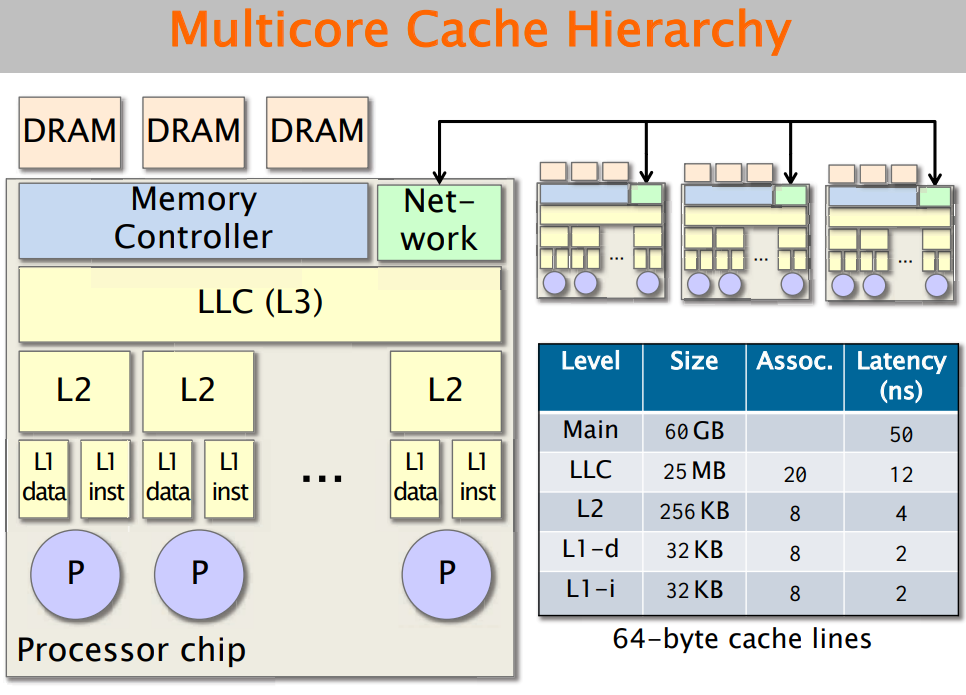 Multicore Cache Hierarchy
DRAM DRAM DRAM
Memory
Controller
Net-
work
LLC (L3)
L2 L2 L2
L1
data
L1
inst
L1
data
L1
inst
...
L1
data
L1
inst
P P P
Processor chip
... ... ...
Level Size Assoc. Latency
(ns)
Main 60 GB 50
LLC 25 MB 20 12
L2 256 KB 8 4
L1-d 32 KB 8 2
L1-i 32 KB 8 2
64-byte cache lines